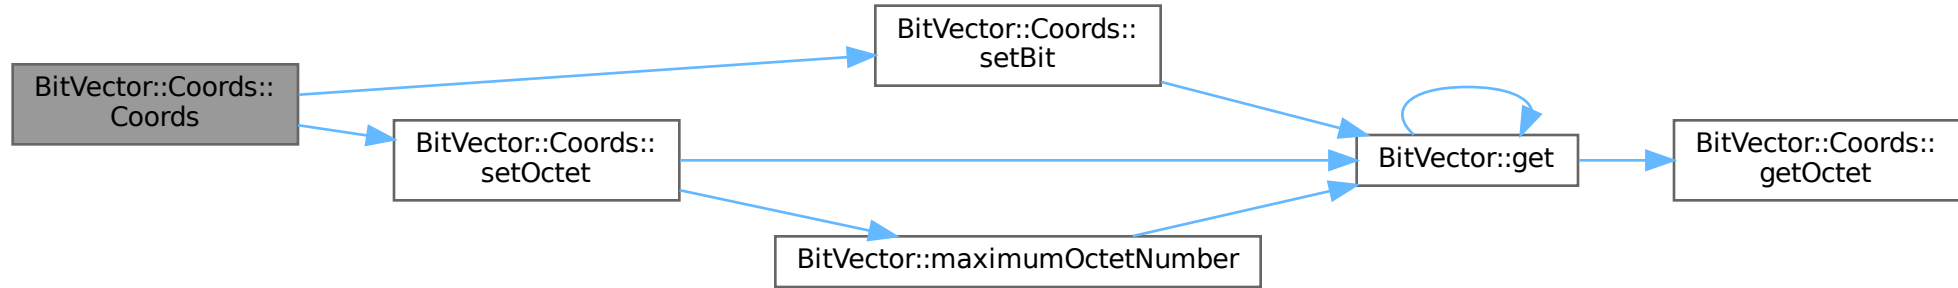 BitVector::Coords::
Coords
BitVector::Coords::
setBit
BitVector::Coords::
setOctet
BitVector::maximumOctetNumber
BitVector::get
BitVector::Coords::
getOctet